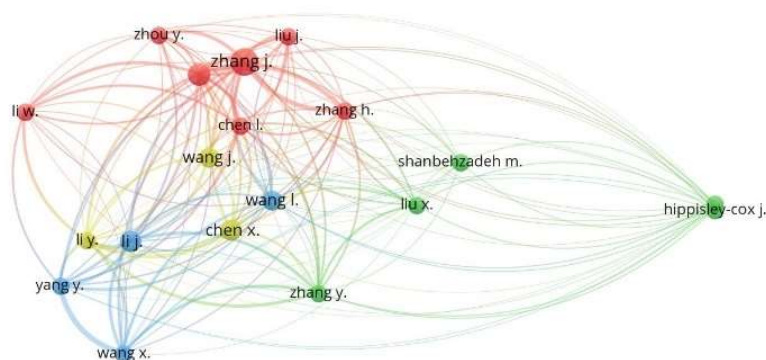 zhou y.
liu j.
zhang j.
li w.
zhang h.
chen l.
wang j.
shanbehzadeh m.
wang l.
liu x.
hippisley-cox j.
chen x.
li y.
li j.
yang y.
zhang y.
wang x.